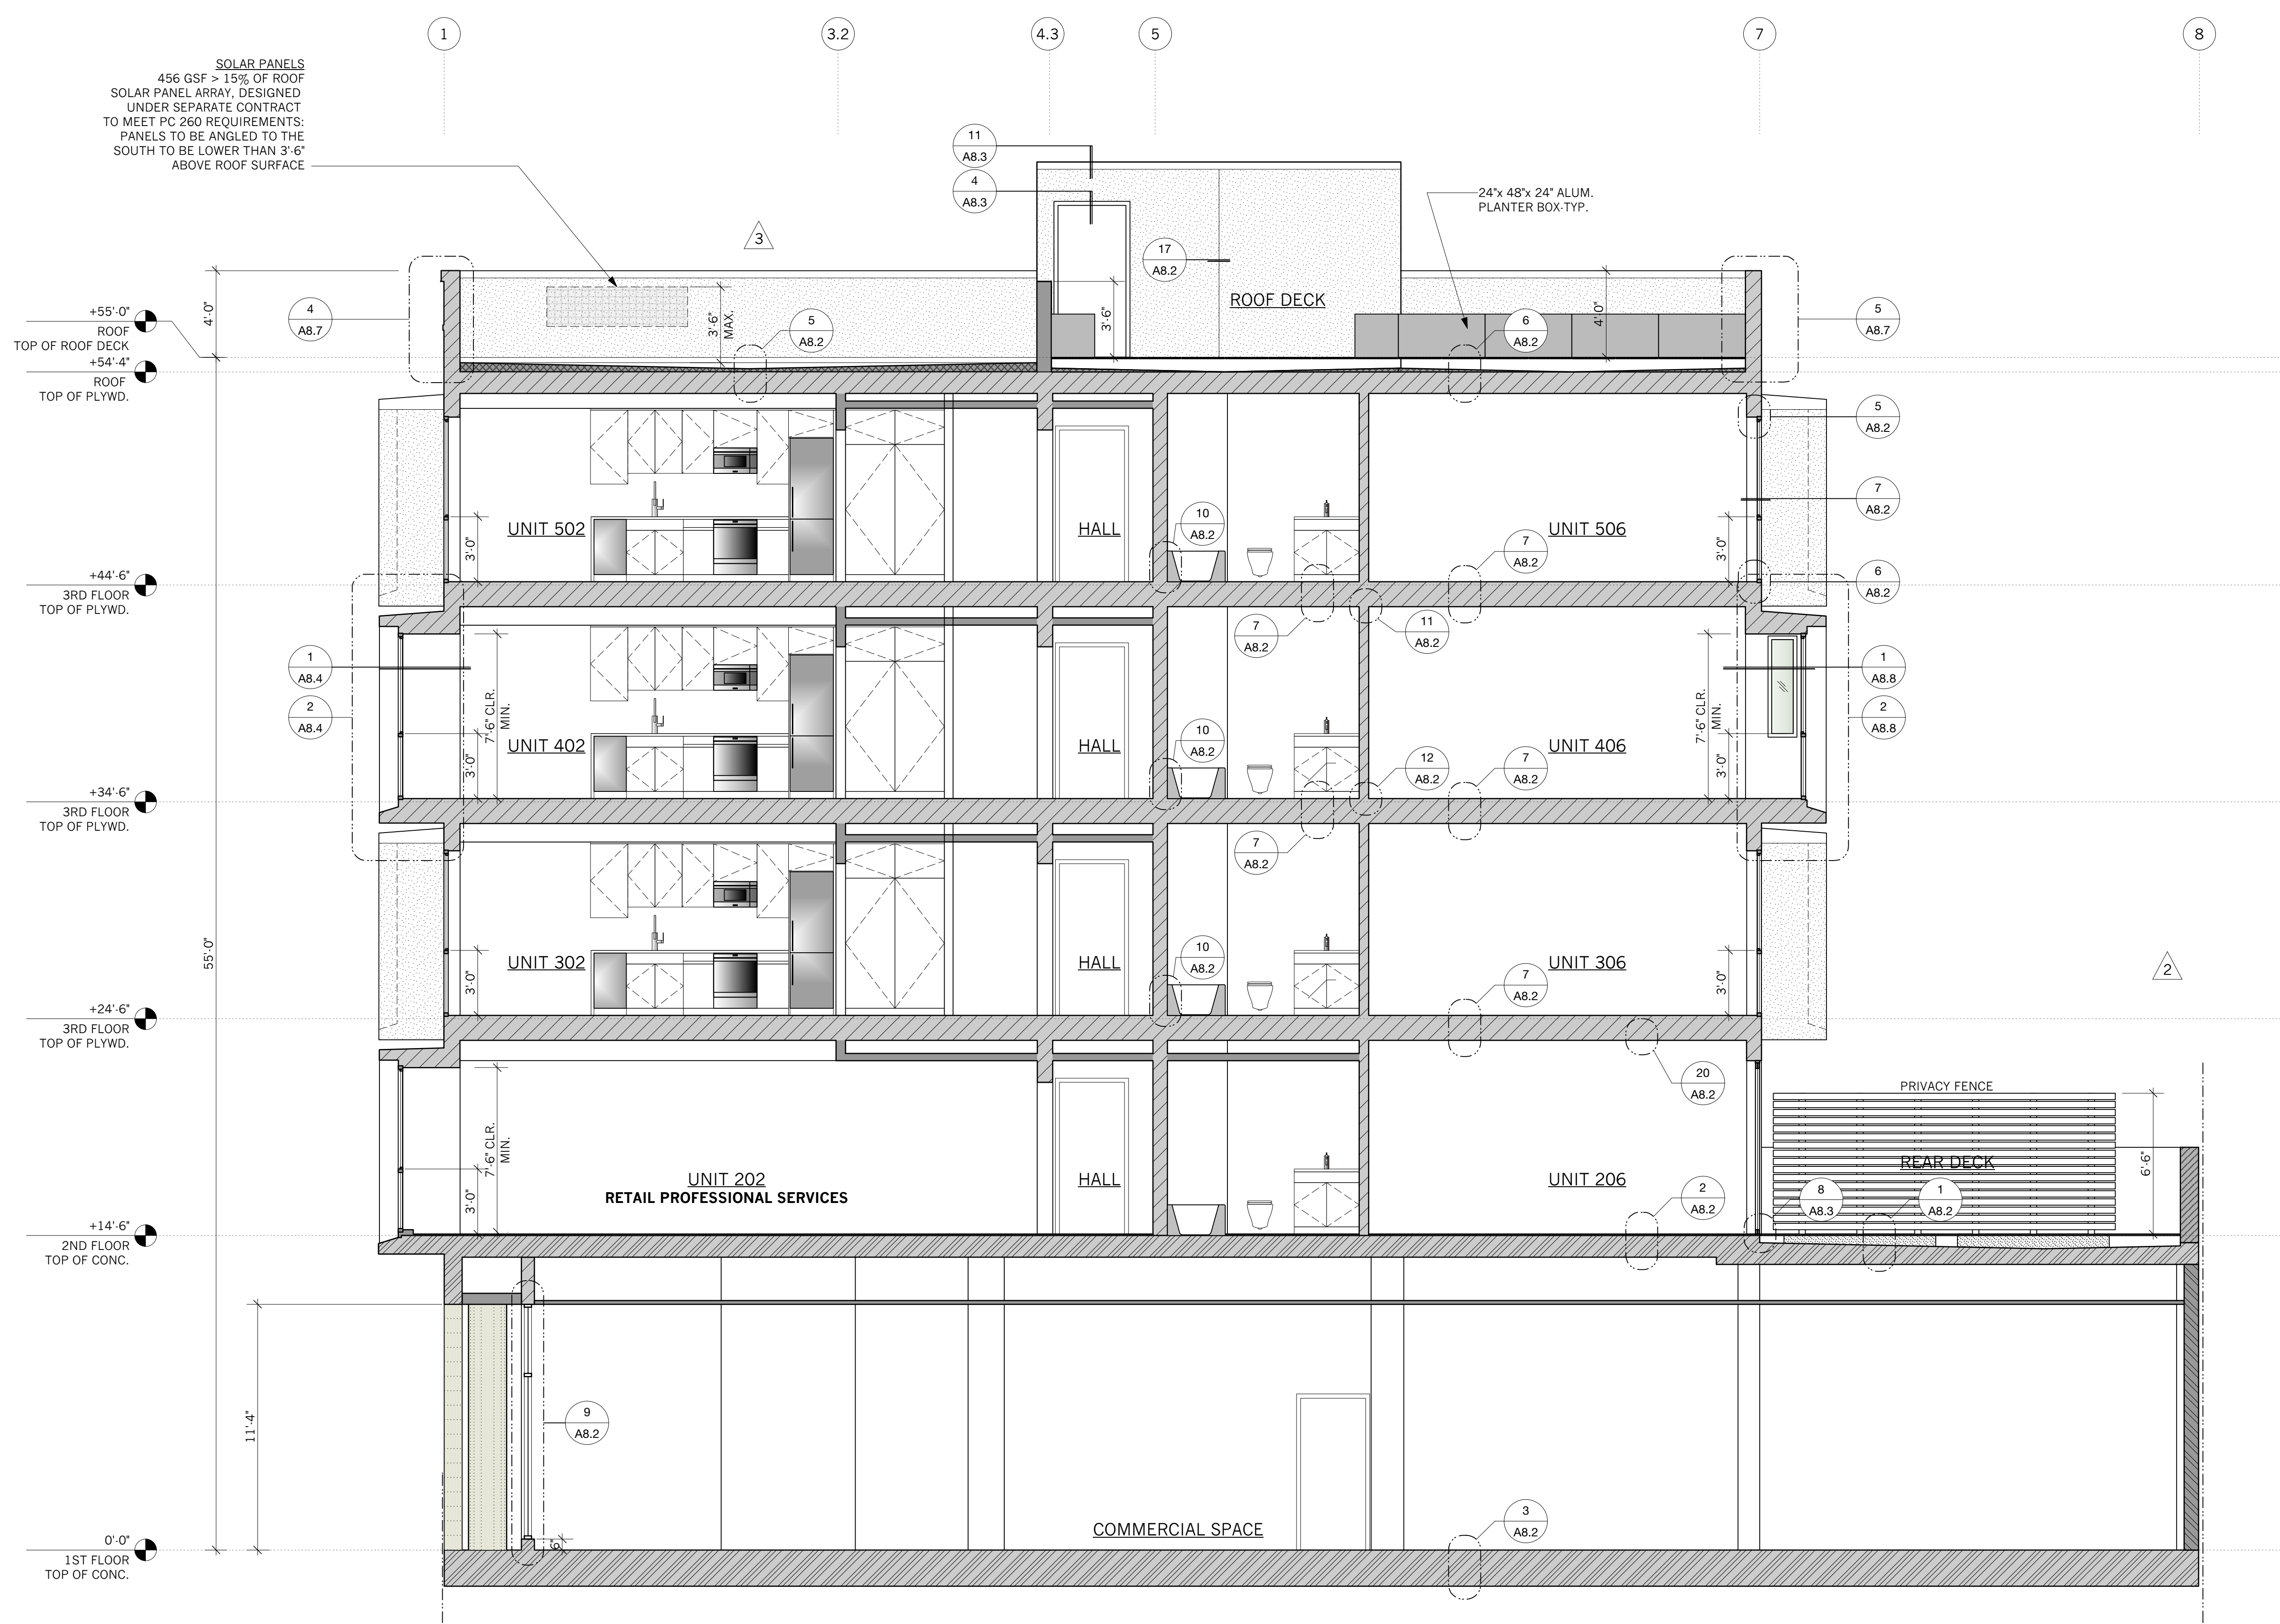 1
3.2
4.3
5
7
8
SOLAR PANELS
456 GSF > 15% OF ROOF
SOLAR PANEL ARRAY, DESIGNED
UNDER SEPARATE CONTRACT
TO MEET PC 260 REQUIREMENTS:
PANELS TO BE ANGLED TO THE
SOUTH TO BE LOWER THAN 3'-6"
ABOVE ROOF SURFACE
11
A8.3
4
A8.3
24"x 48"x 24" ALUM.
PLANTER BOX-TYP.
3
17
A8.2
ROOF DECK
4'-0"
4
A8.7
3'-6"
MAX.
5
A8.2
3'-6"
6
A8.2
4'-0"
5
A8.7
+55'-0"
ROOF
TOP OF ROOF DECK
+54'-4"
ROOF
TOP OF PLYWD.
5
A8.2
7
A8.2
UNIT 502
HALL
10
A8.2
UNIT 506
7
A8.2
3'-0"
3'-0"
+44'-6"
3RD FLOOR
TOP OF PLYWD.
6
A8.2
7
A8.2
11
A8.2
1
A8.4
2
A8.4
7'-6" CLR.
MIN.
3'-0"
UNIT 402
HALL
10
A8.2
12
A8.2
7
A8.2
UNIT 406
7'-6" CLR.
MIN.
3'-0"
1
A8.8
2
A8.8
+34'-6"
3RD FLOOR
TOP OF PLYWD.
7
A8.2
55'-0"
UNIT 302
3'-0"
HALL
10
A8.2
7
A8.2
UNIT 306
3'-0"
2
+24'-6"
3RD FLOOR
TOP OF PLYWD.
20
A8.2
PRIVACY FENCE
7'-6" CLR.
MIN.
3'-0"
UNIT 202
RETAIL PROFESSIONAL SERVICES
HALL
UNIT 206
2
A8.2
REAR DECK
8
A8.3
1
A8.2
6'-6"
+14'-6"
2ND FLOOR
TOP OF CONC.
11'-4"
9
A8.2
6"
COMMERCIAL SPACE
3
A8.2
0'-0"
1ST FLOOR
TOP OF CONC.